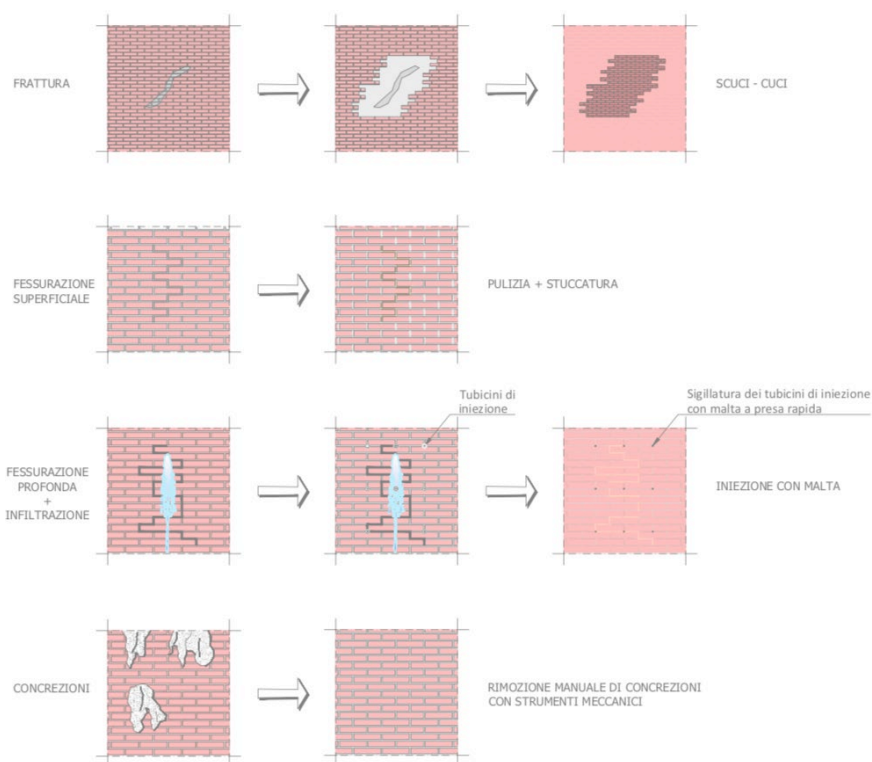 FRATTURA
SCUCI - CUCI
FESSURAZIONE
SUPERFICIALE
PULIZIA + STUCCATURA
Tubicini di
iniezione
Sigillatura dei tubicini di iniezione
con malta a presa rapida
FESSURAZIONE
PROFONDA
+
INFILTRAZIONE
INIEZIONE CON MALTA
CONCREZIONI
RIMOZIONE MANUALE DI CONCREZIONI
CON STRUMENTI MECCANICI